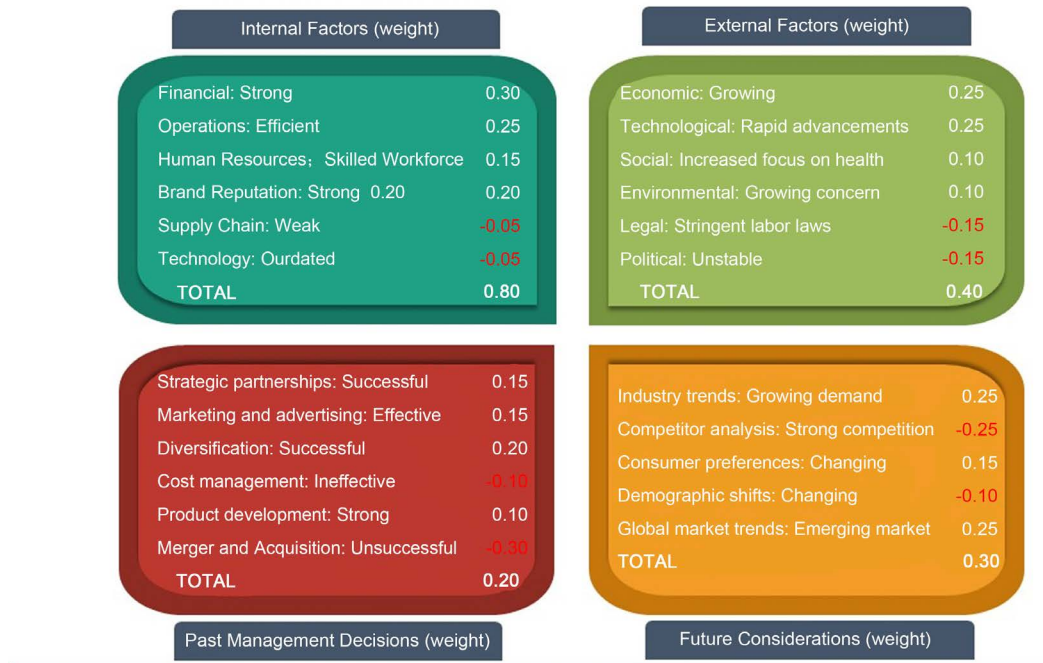 Internal Factors (weight)
Financial: Strong 0.30
Operations: Efficient 0.25
Human Resources；Skilled Workforce 0.15
Brand Reputation: Strong 0.20 0.20
Supply Chain: Weak -0.05
Technology: Ourdated -0.05
TOTAL 0.80
External Factors (weight)
Economic: Growing 0.25
Technological: Rapid advancements 0.25
Social: Increased focus on health 0.10
Environmental: Growing concern 0.10
Legal: Stringent labor laws -0.15
Political: Unstable -0.15
TOTAL 0.40
Strategic partnerships: Successful 0.15
Marketing and advertising: Effective 0.15
Diversification: Successful 0.20
Cost management: Ineffective -0.10
Product development: Strong 0.10
Merger and Acquisition: Unsuccessful -0.30
TOTAL 0.20
Past Management Decisions (weight)
Industry trends: Growing demand 0.25
Competitor analysis: Strong competition -0.25
Consumer preferences: Changing 0.15
Demographic shifts: Changing -0.10
Global market trends: Emerging market 0.25
TOTAL 0.30
Future Considerations (weight)